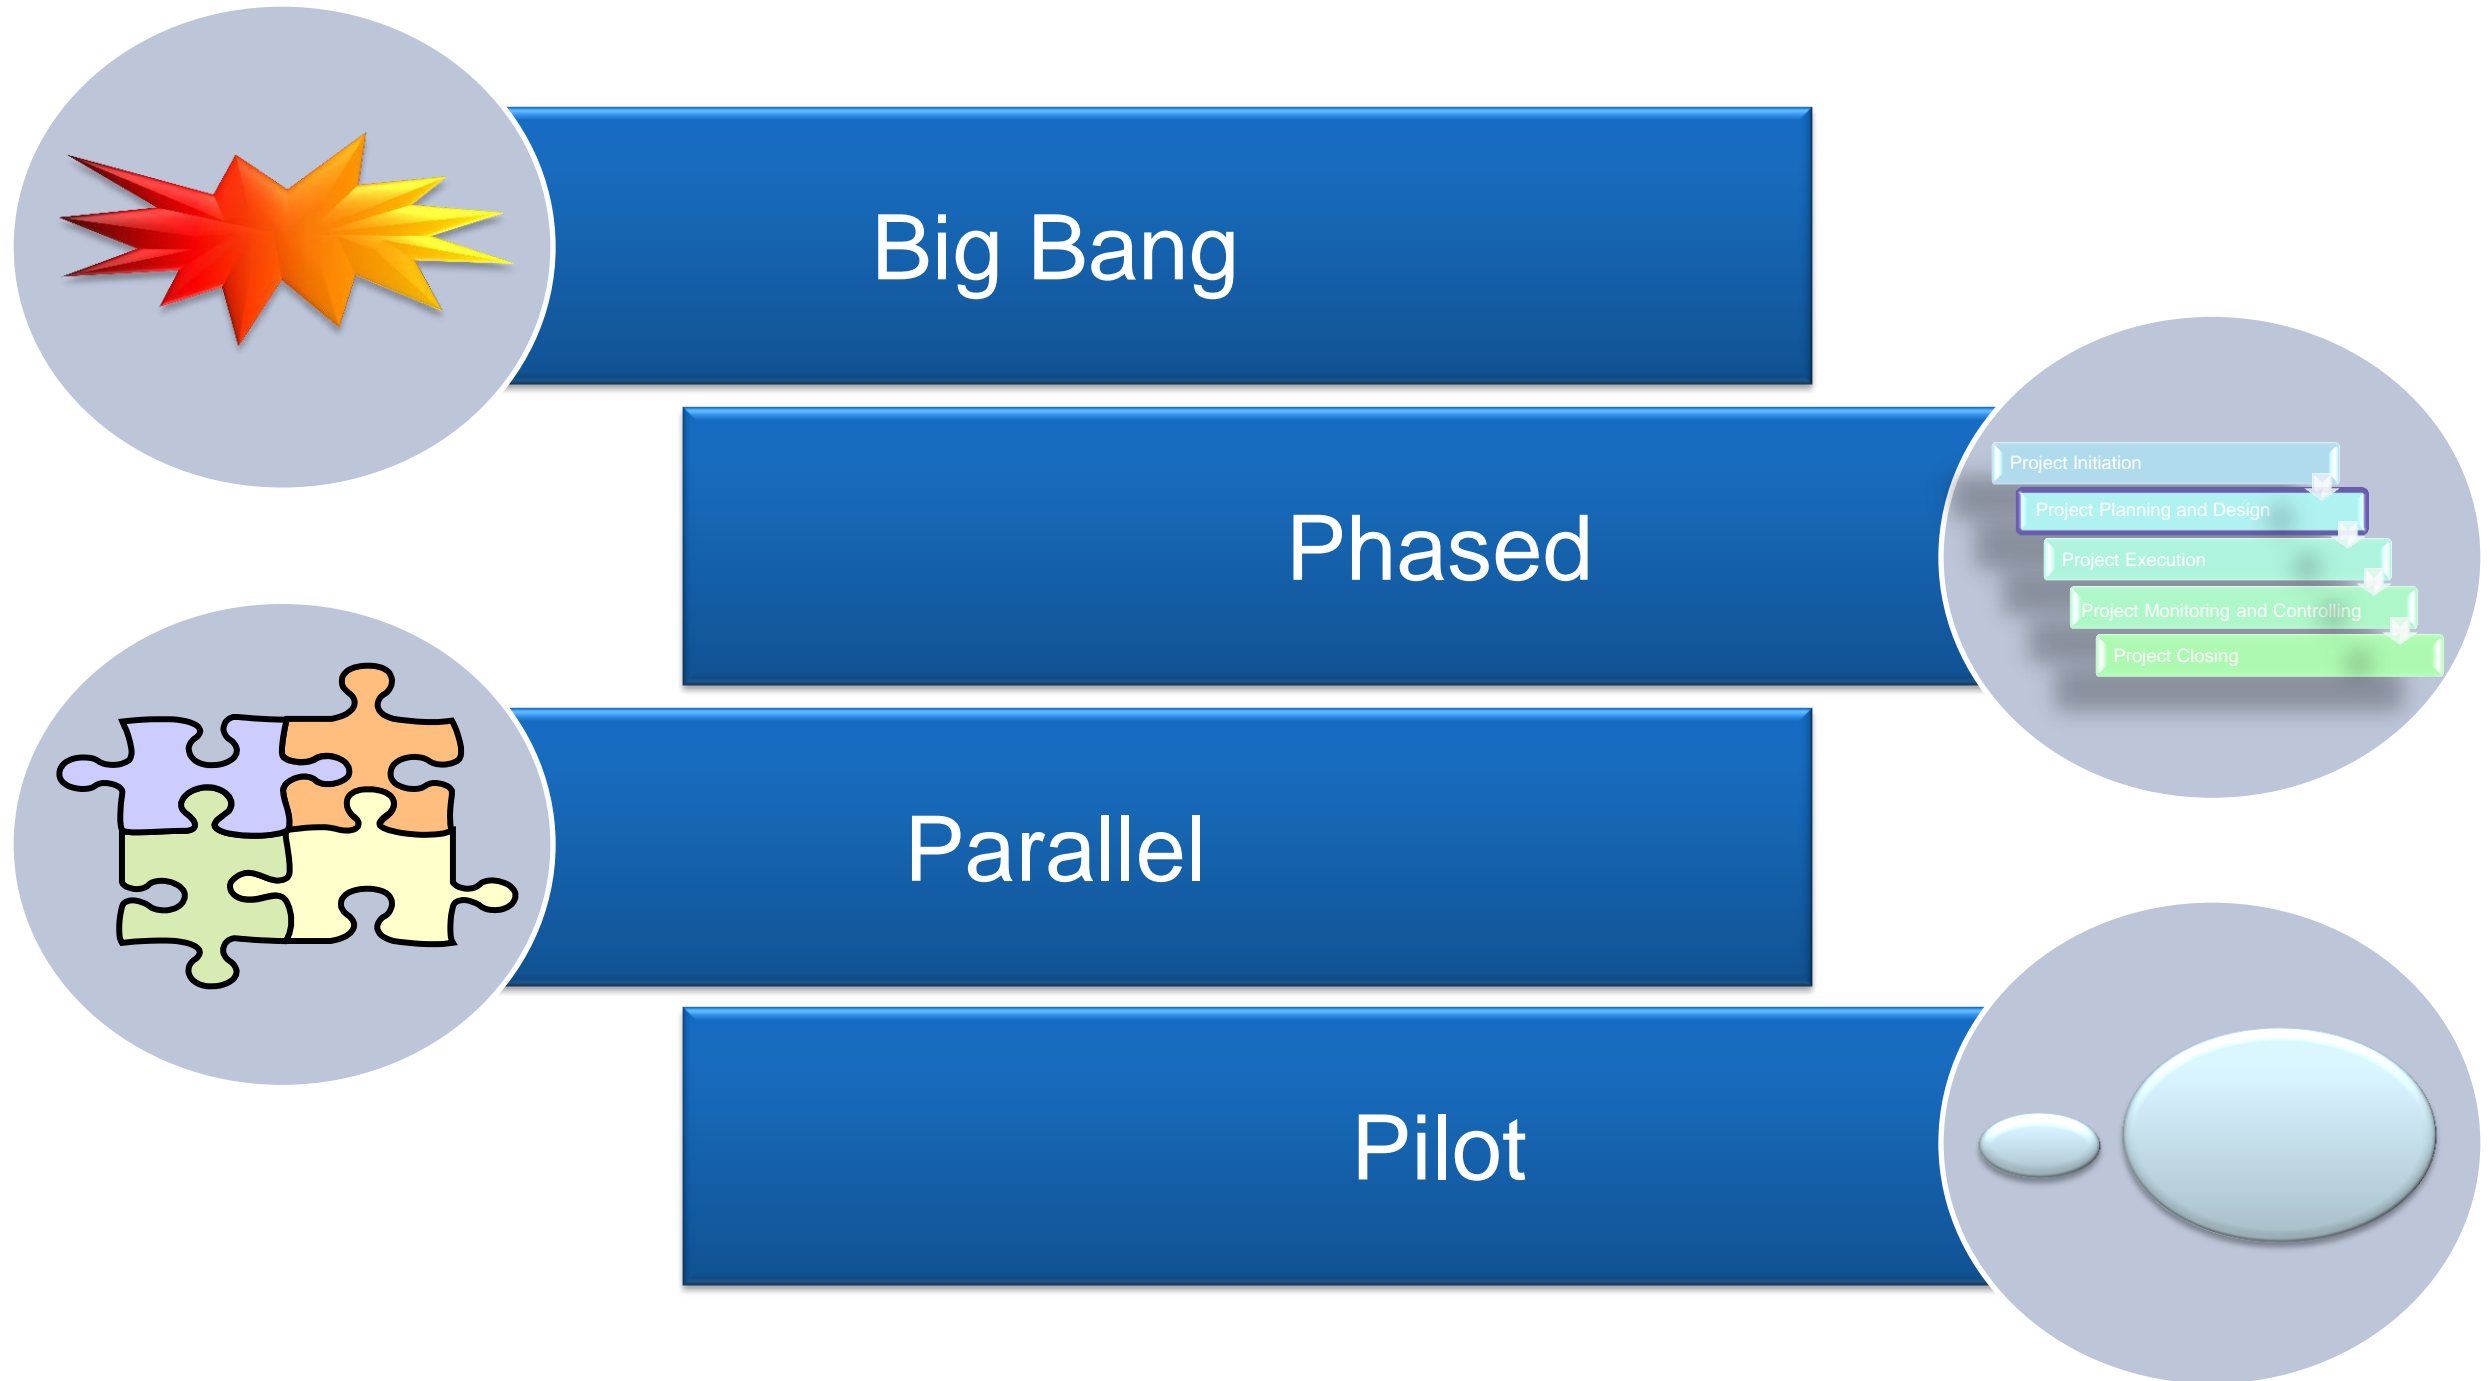 Big Bang
Phased
Project Initiation
Project Planning and Design
Project Execution
Project Monitoring and Controlling
Project Closing
Parallel
Pilot